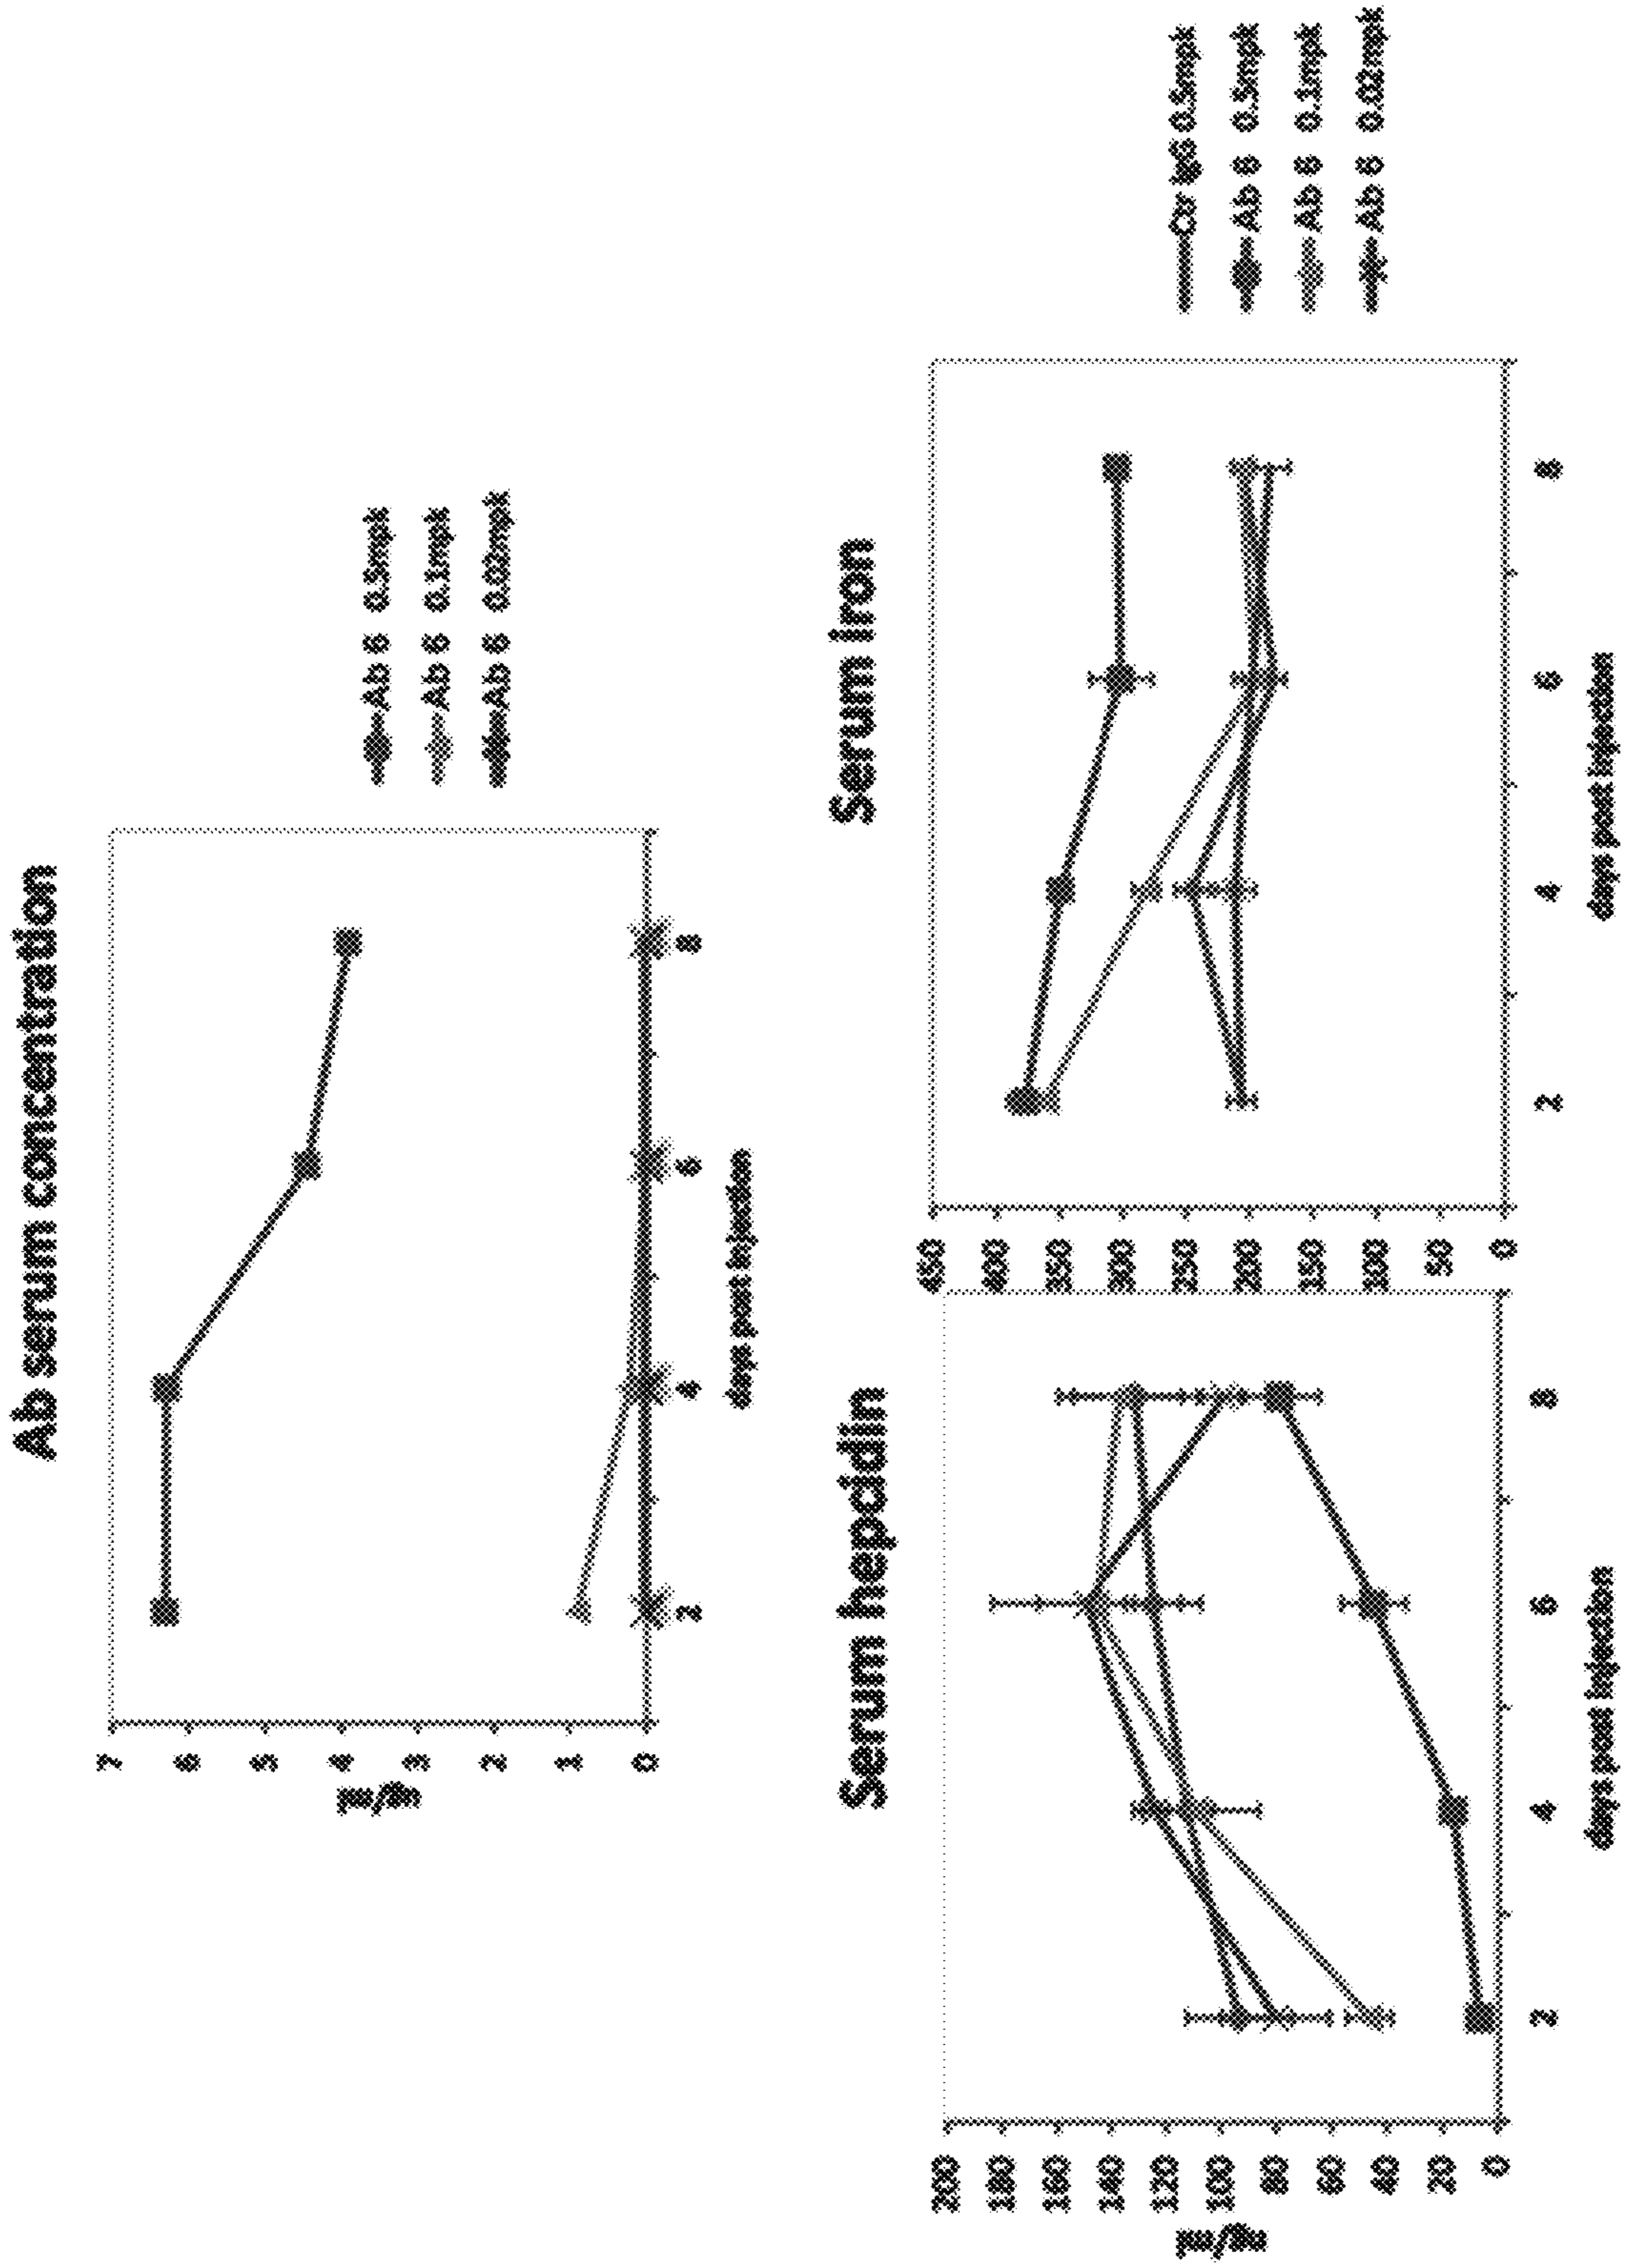 Ab serum concentration
7
6
5
4
3
2
1
0
ug/ml
2
4
6
8
days post injection
Ab 6 0.5mpk
Ab 6 0.1mpk
Ab 6 0.02mpk
Serum hepcidin
200
180
160
140
120
100
80
60
40
20
0
2
4
6
8
days post injection
Serum iron
450
400
350
300
250
200
150
100
50
0
2
4
6
8
days post injection
Ctr IgG 0.5mpk
Ab 6 0.5mpk
Ab 6 0.1mpk
Ab 6 0.02mpk